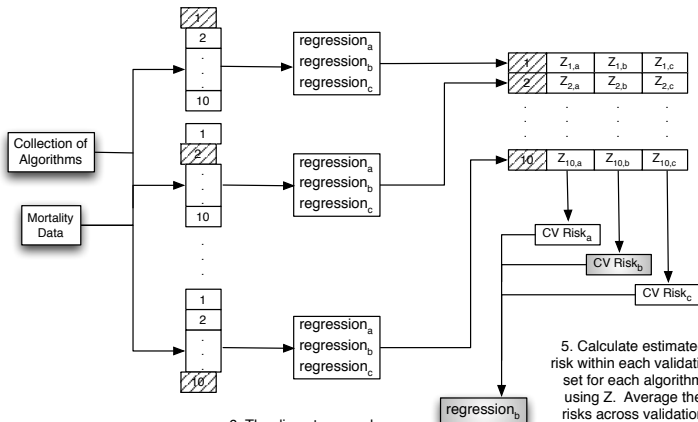 1
2
.
.
.
10
regression_a
regression_b
regression_c
1 Z_1,a Z_1,b Z_1,c
2 Z_2,a Z_2,b Z_2,c
. . . .
. . . .
10 Z_10,a Z_10,b Z_10,c
Collection of
Algorithms
Mortality
Data
1
2
.
.
.
10
regression_a
regression_b
regression_c
.
.
.
.
1
2
.
.
.
10
regression_a
regression_b
regression_c
CV Risk_a
CV Risk_b
CV Risk_c
regression_b
5. Calculate estimated
risk within each validation
set for each algorithm
using Z. Average the
risks across validation